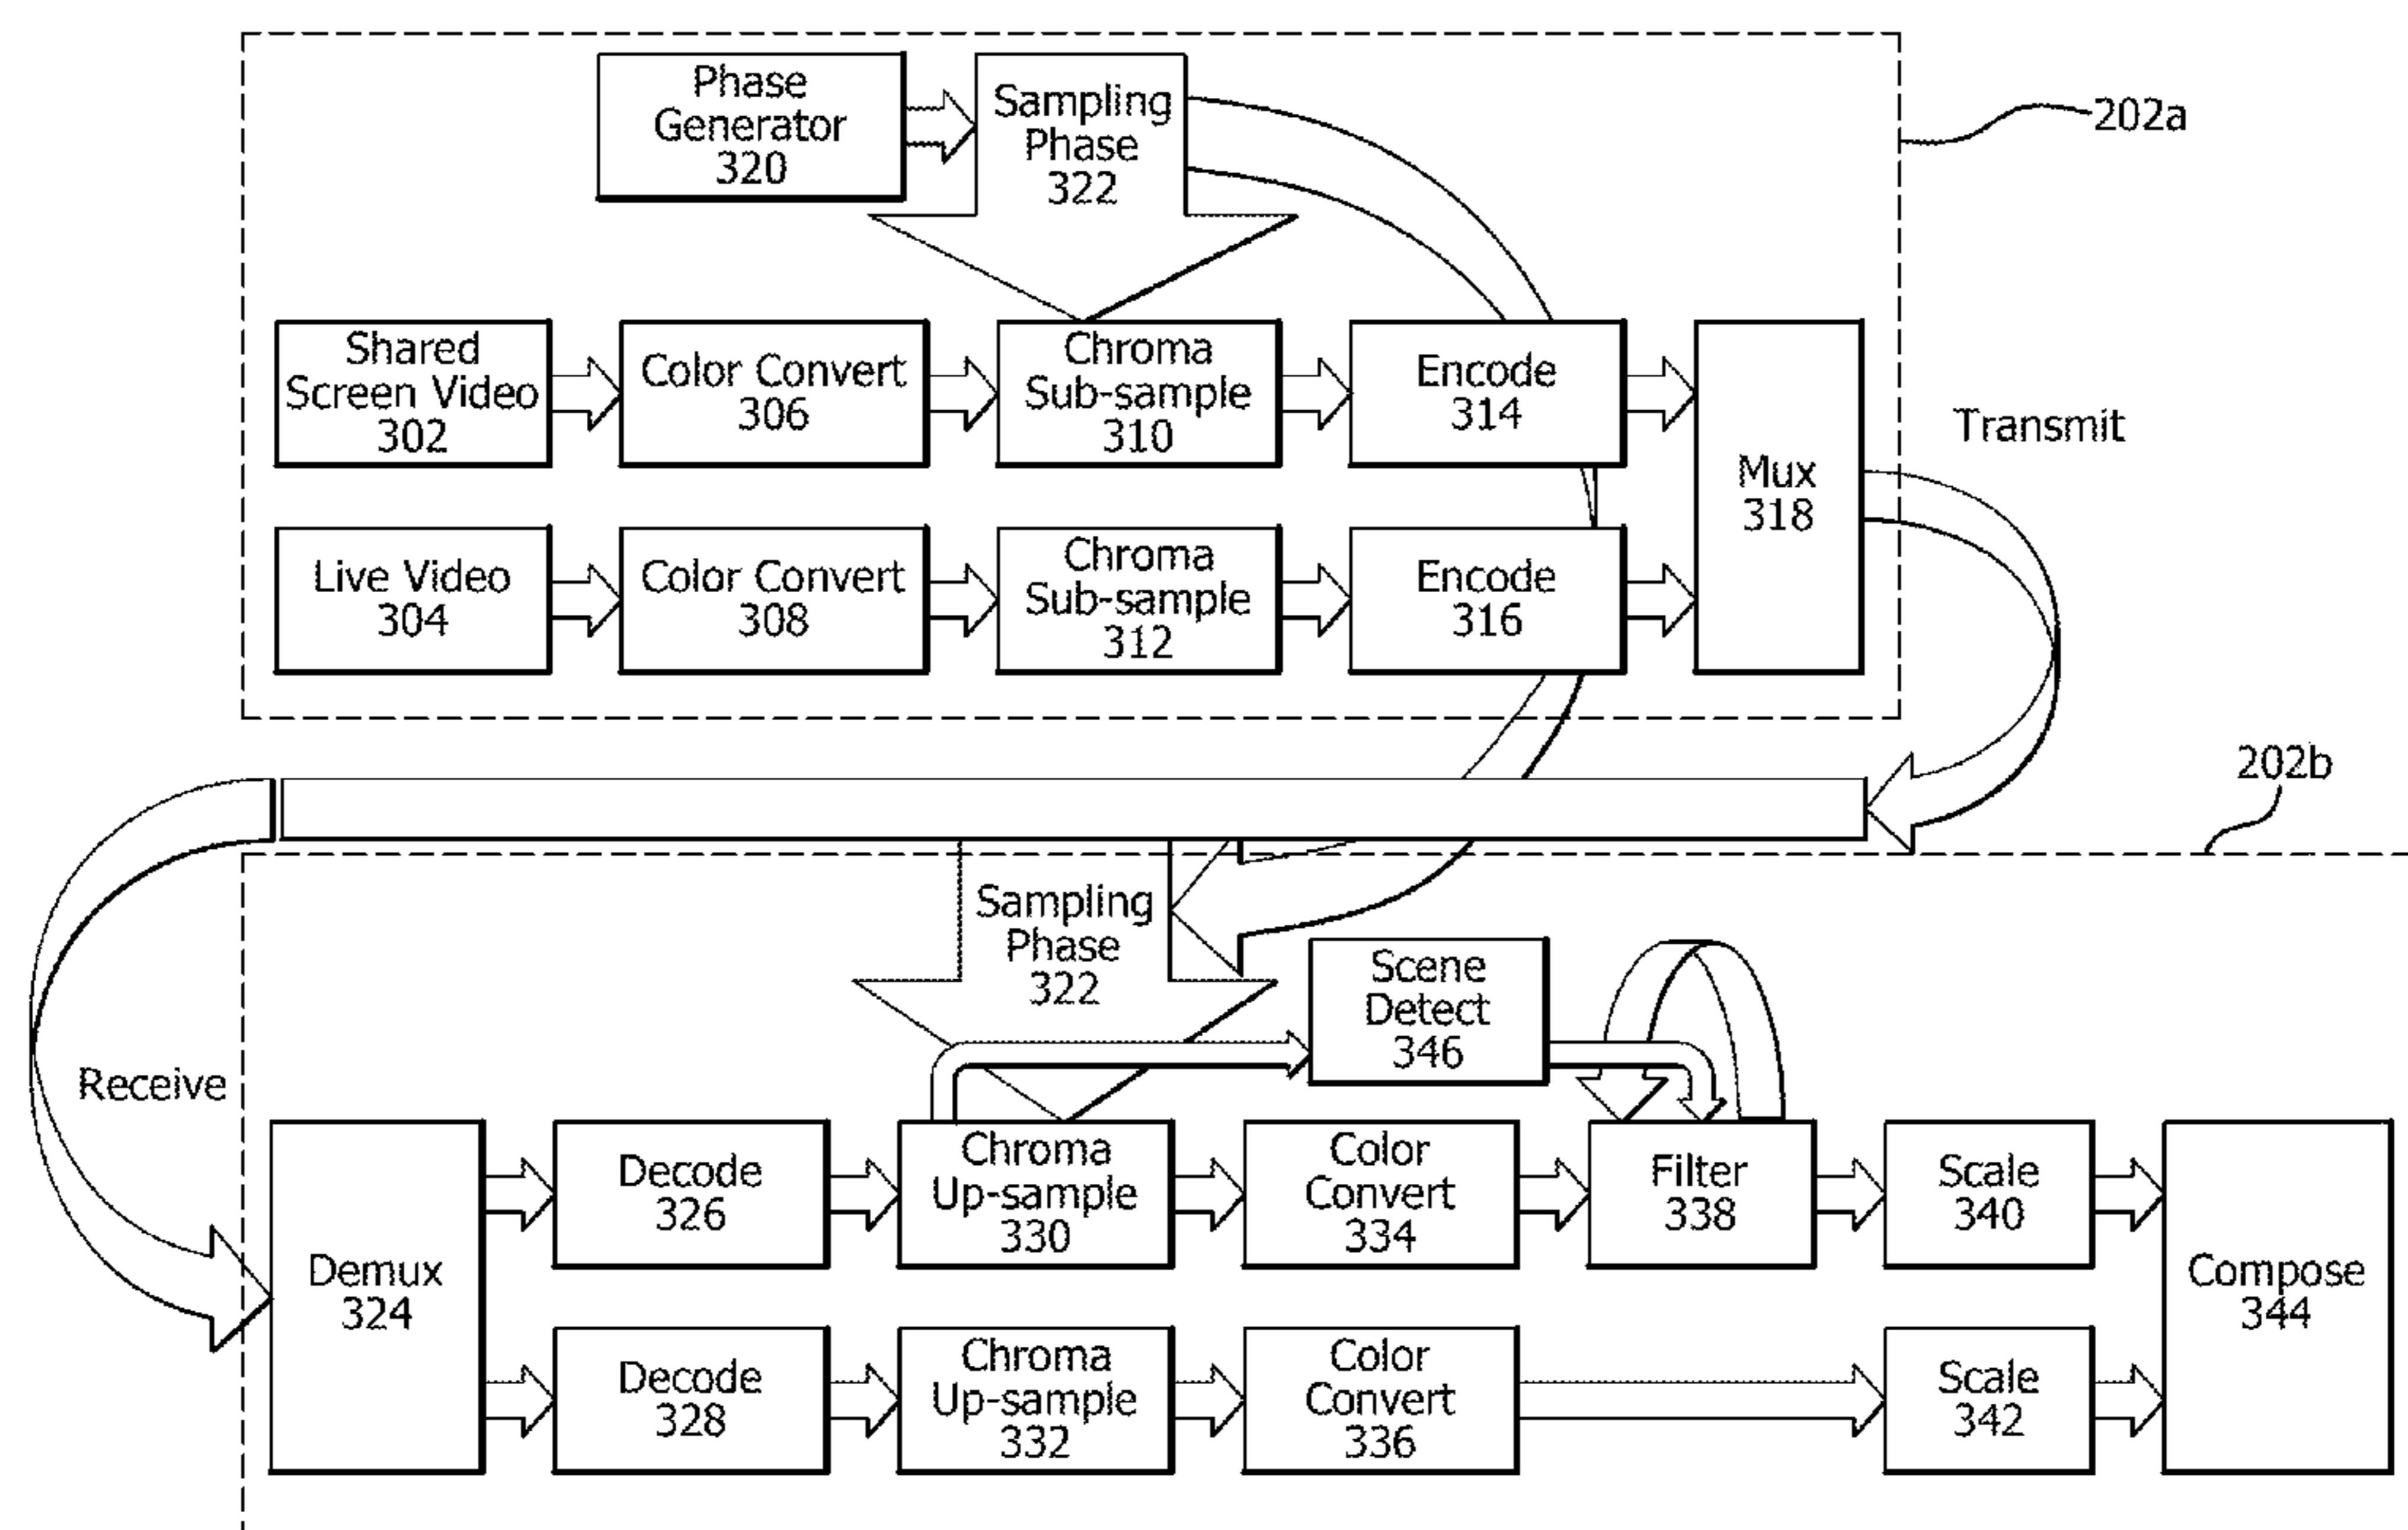 Phase
Generator
320
Sampling
Phase
322
202a
Shared
Screen Video
302
Color Convert
306
Chroma
Sub-sample
310
Encode
314
Mux
318
Transmit
Live Video
304
Color Convert
308
Chroma
Sub-sample
312
Encode
316
202b
Sampling
Phase
322
Scene
Detect
346
Receive
Demux
324
Decode
326
Chroma
Up-sample
330
Color
Convert
334
Filter
338
Scale
340
Compose
344
Decode
328
Chroma
Up-sample
332
Color
Convert
336
Scale
342